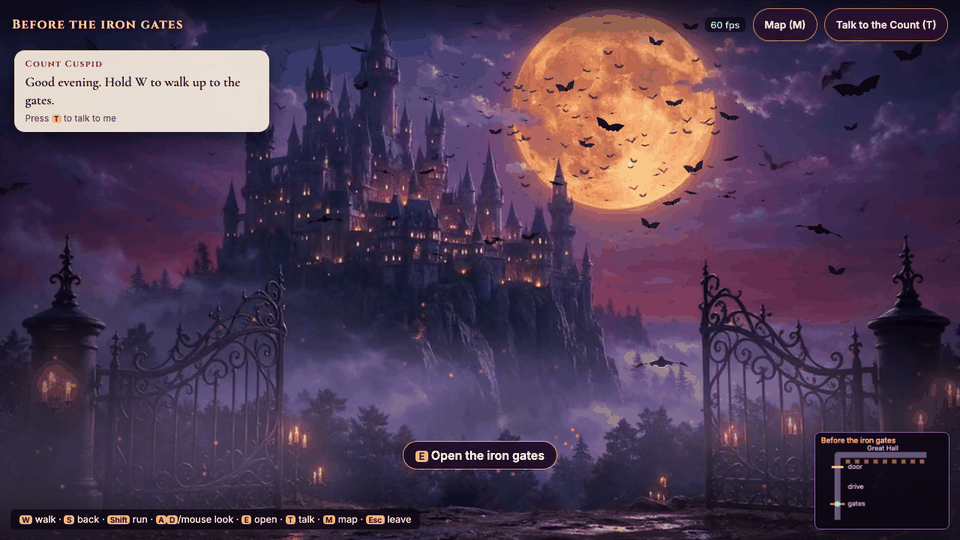 Before the iron gates
60 fps
Map (M)
Talk to the Count (T)
Count Cuspid
Good evening. Hold W to walk up to the
gates.
Press T to talk to me
E Open the iron gates
Before the iron gates
Great Hall
door
drive
gates
W walk · S back · Shift run · A,D/mouse look · E open · T talk · M map · Esc leave